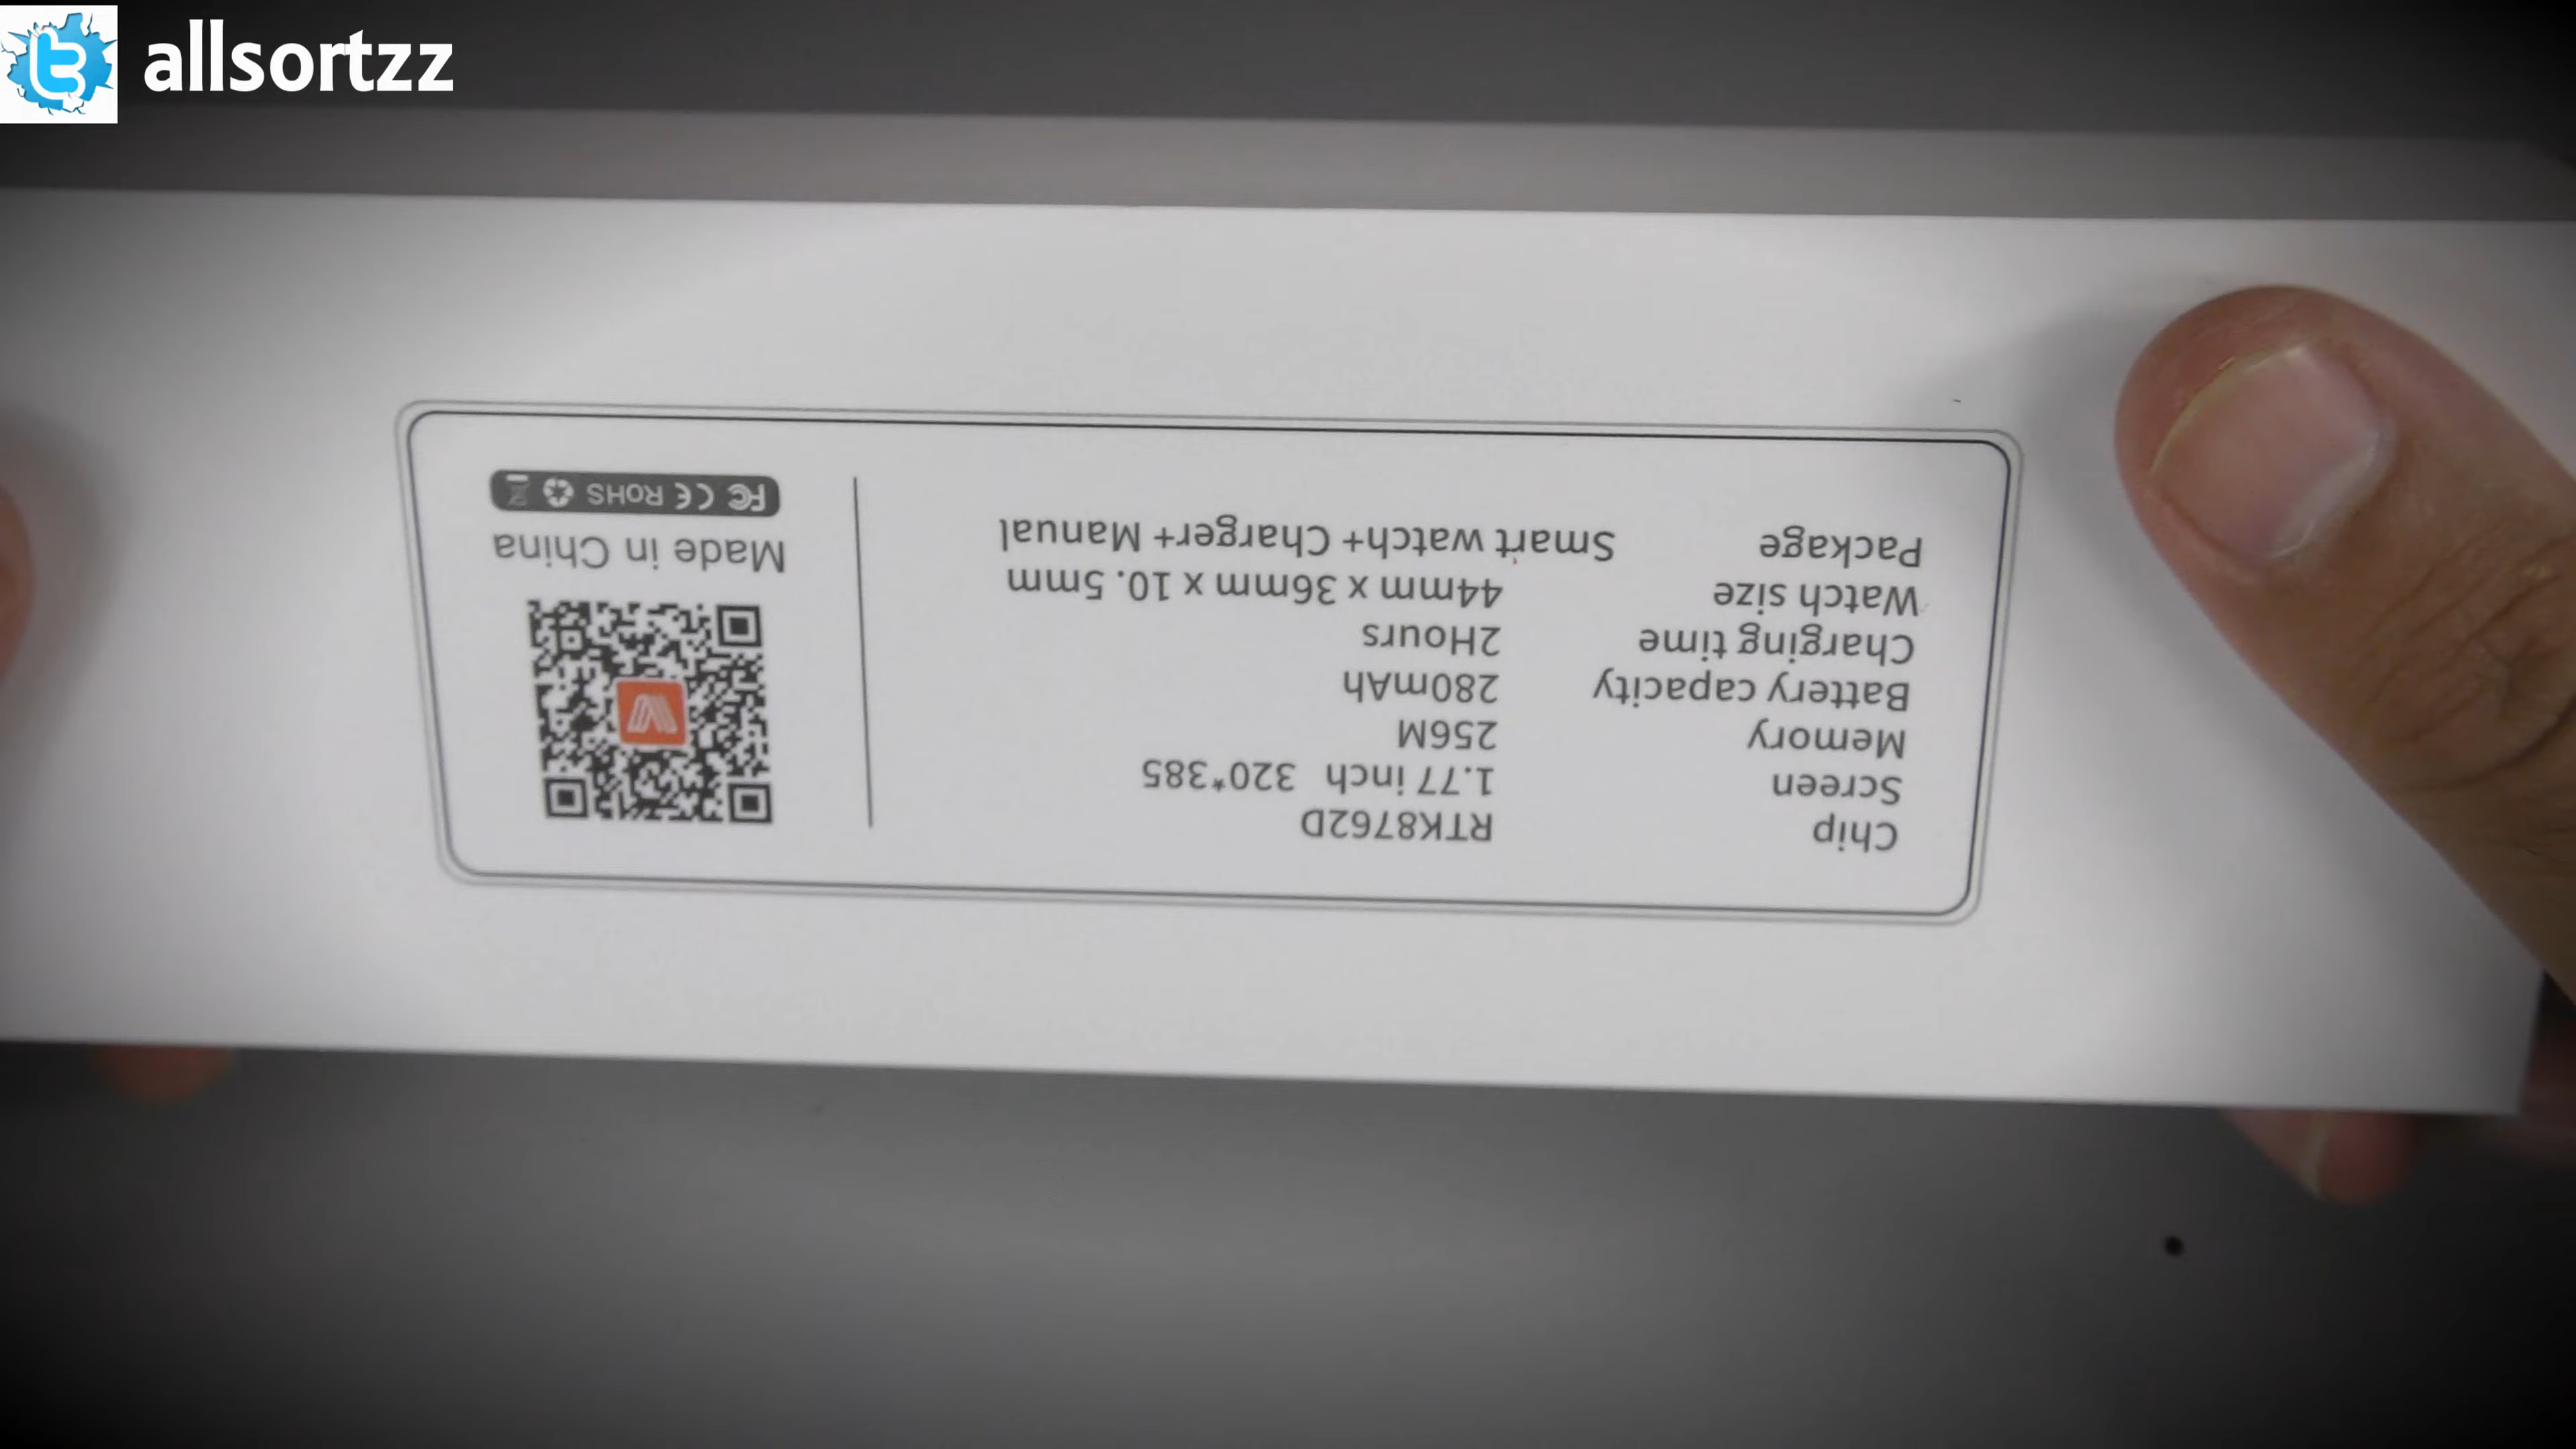 allsortzz
Chip RTK8762D
Screen 1.77 inch 320*385
Memory 256M
Battery capacity 280mAh
Charging time 2Hours
Watch size 44mm x 36mm x 10. 5mm
Package Smart watch+ Charger+ Manual
Made in China
FC CE ROHS